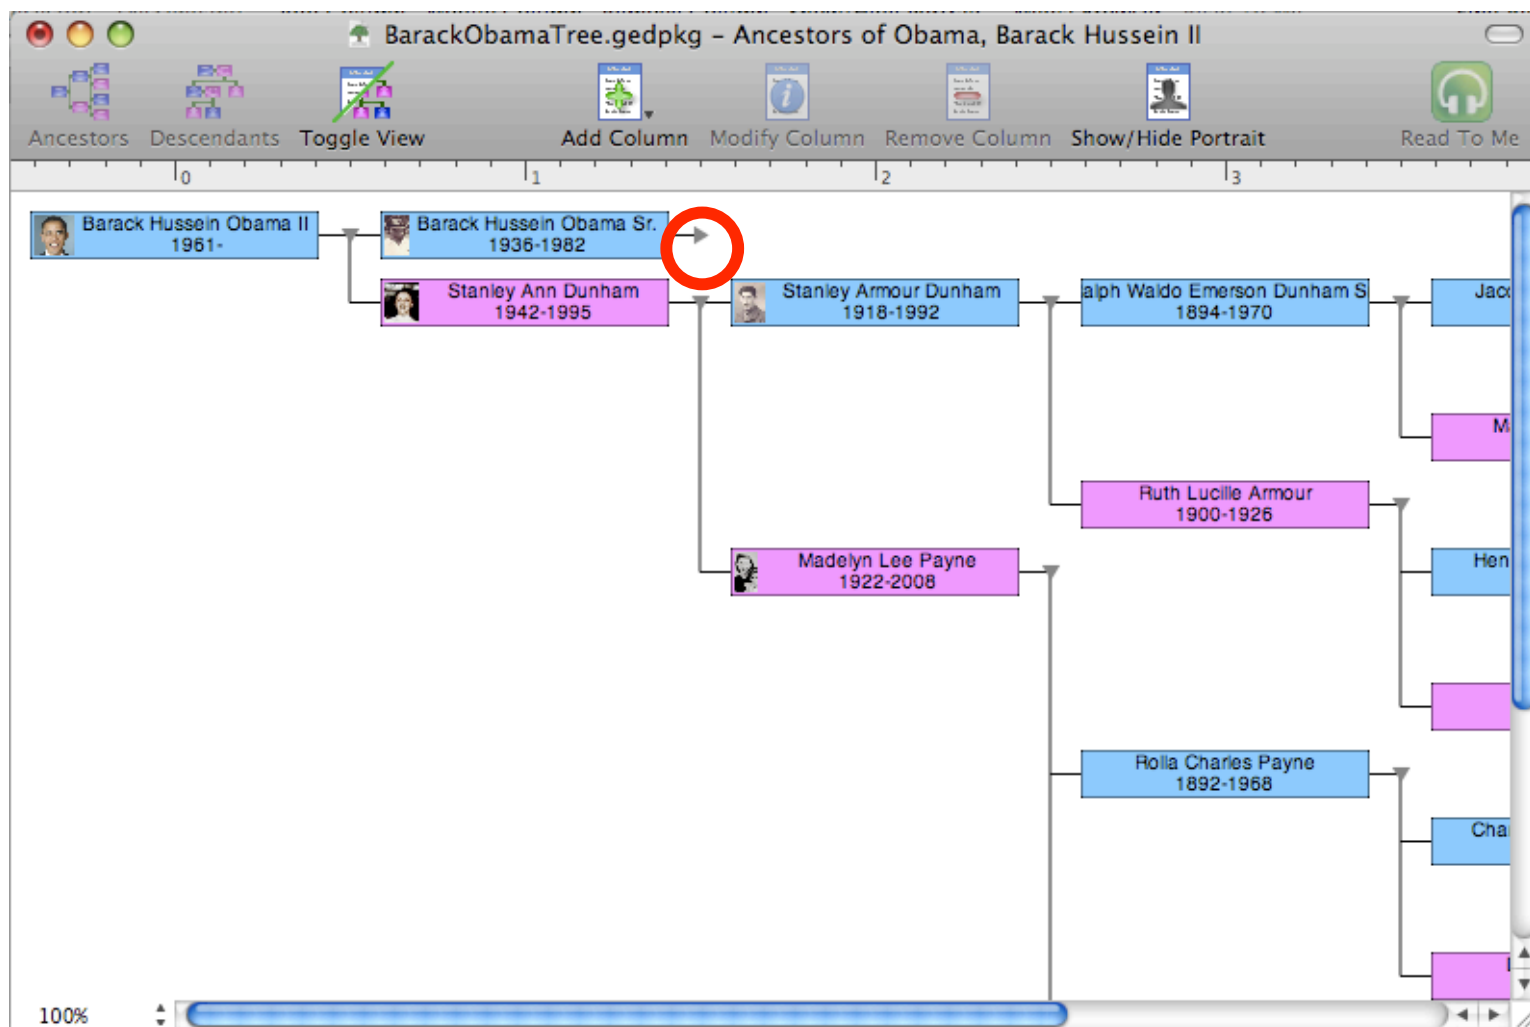 BarackObamaTree.gedpkg – Ancestors of Obama, Barack Hussein II
Ancestors Descendants Toggle View Add Column Modify Column Remove Column Show/Hide Portrait Read To Me
0 1 2 3
Barack Hussein Obama II
1961-
Barack Hussein Obama Sr.
1936-1982
Stanley Ann Dunham
1942-1995
Stanley Armour Dunham
1918-1992
alph Waldo Emerson Dunham S
1894-1970
Jac
M
Ruth Lucille Armour
1900-1926
Madelyn Lee Payne
1922-2008
Hen
Rolla Charles Payne
1892-1968
Cha
100%